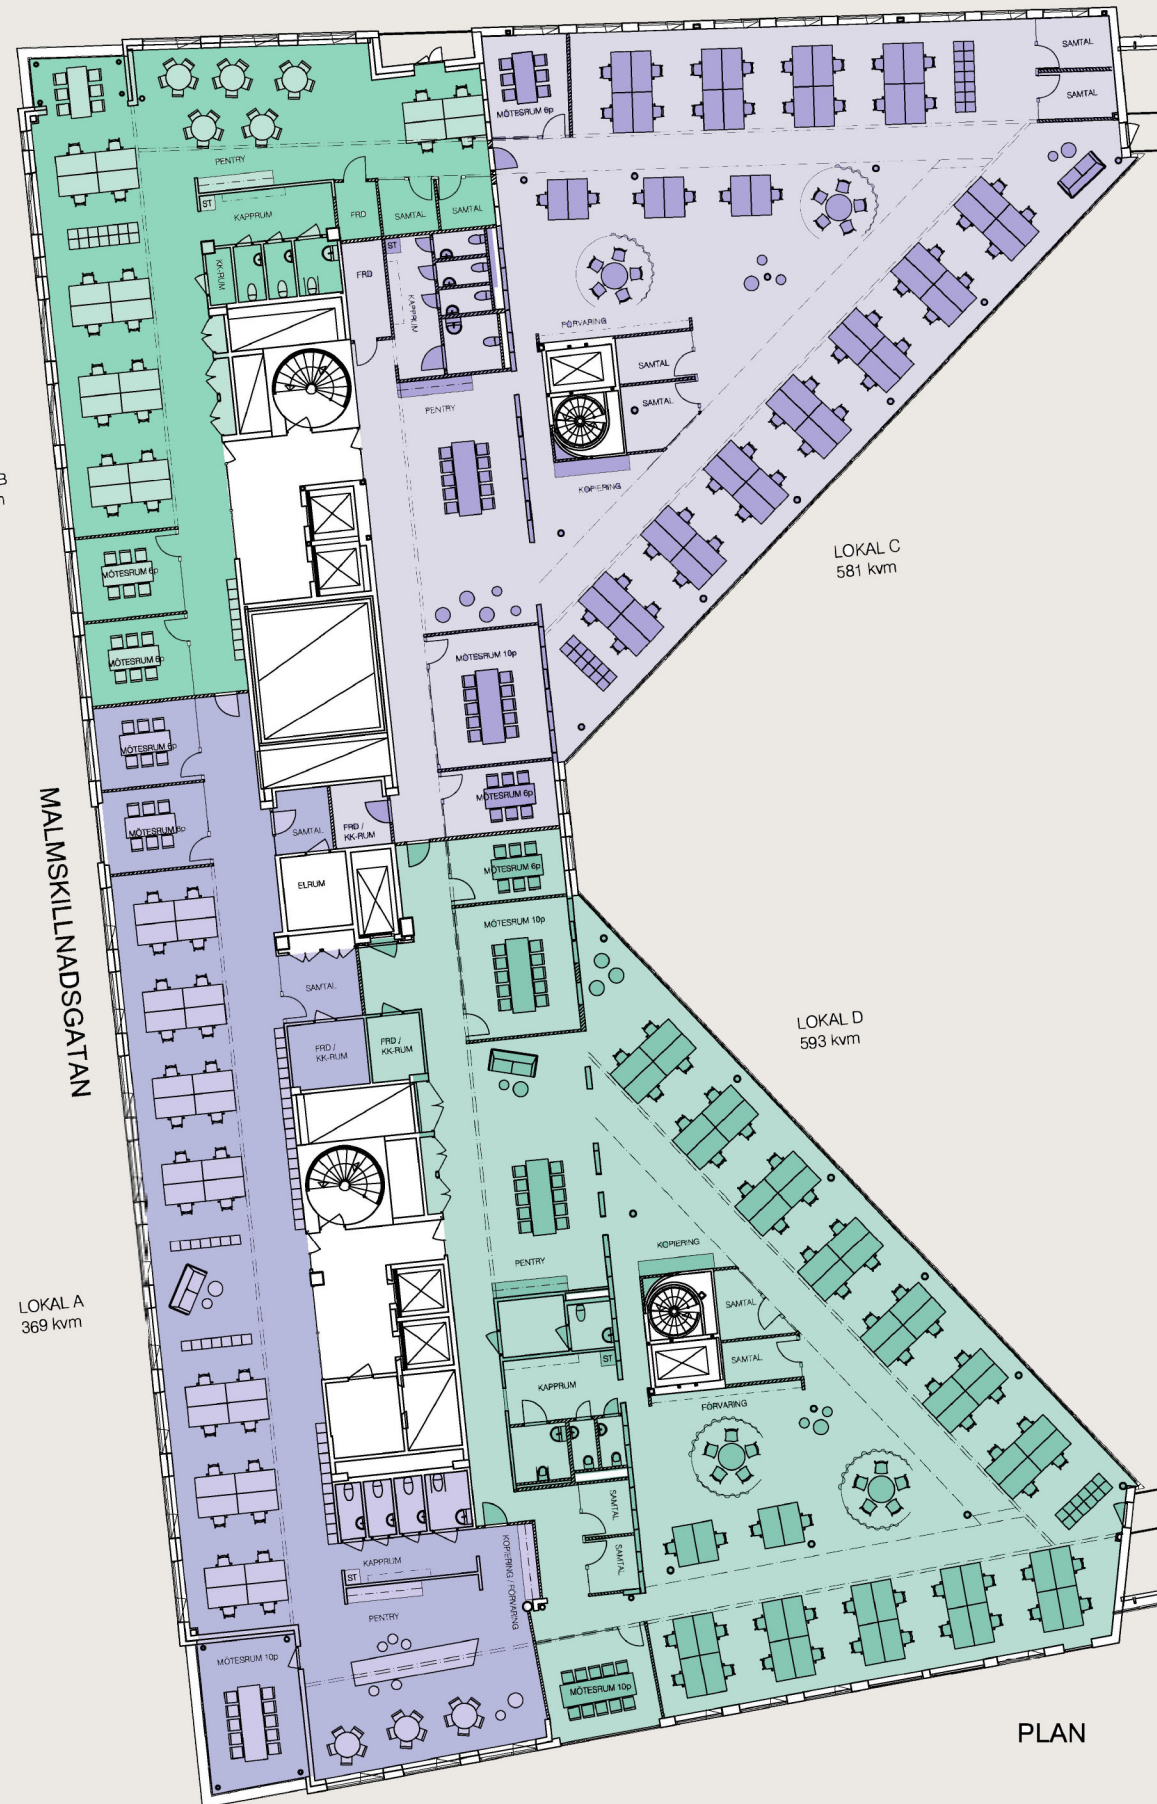 MÖTESRUM 6p
SAMTAL
SAMTAL
PENTRY
ST
KAPPRUM
FRD
SAMTAL
SAMTAL
KK-RUM
ST
FRD
KAPPRUM
FÖRVARING
SAMTAL
SAMTAL
PENTRY
KOPIERING
B
LOKAL C
581 kvm
MÖTESRUM 6p
MÖTESRUM 6p
MÖTESRUM 10p
MÖTESRUM 6p
MÖTESRUM 6p
MÖTESRUM 6p
SAMTAL
FRD /
KK-RUM
MALMSKILLNADSGATAN
ELRUM
MÖTESRUM 6p
MÖTESRUM 10p
SAMTAL
LOKAL D
593 kvm
FRD /
KK-RUM
FRD /
KK-RUM
KOPIERING
PENTRY
SAMTAL
LOKAL A
369 kvm
SAMTAL
ST
KAPPRUM
FÖRVARING
SAMTAL
SAMTAL
KAPPRUM
ST
KOPIERING / FÖRVARING
PENTRY
MÖTESRUM 10p
MÖTESRUM 10p
PLAN